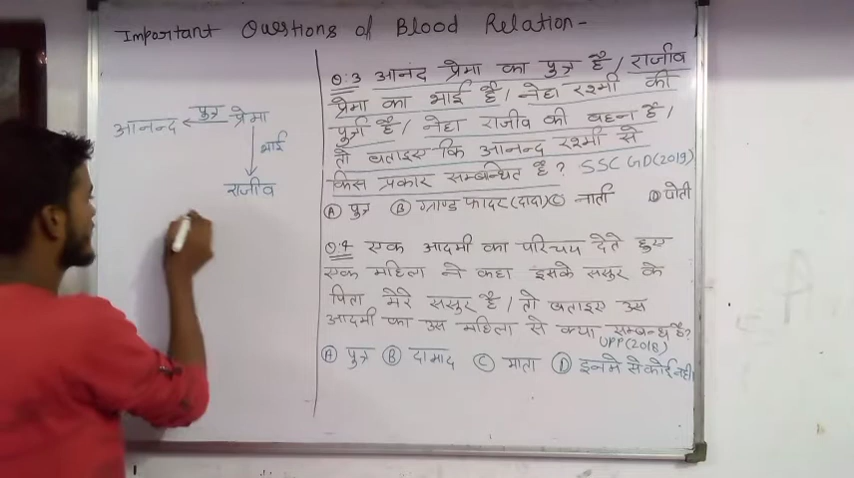 Important Questions of Blood Relation-
आनन्द पुत्र प्रेमा
भाई
राजीव
Q:3 आनंद प्रेमा का पुत्र है/ राजीव
प्रेमा का भाई है/ नेहा रश्मी की
पुत्री है/ नेहा राजीव की बहन है/
तो बताइए कि आनन्द रश्मी से
किस प्रकार सम्बन्धित है? SSC GD(2019)
Ⓐ पुत्र Ⓑ ग्राण्ड फादर(दादा) Ⓒ नाती Ⓓ पोती
Q:4 एक आदमी का परिचय देते हुए
एक महिला ने कहा इसके ससुर के
पिता मेरे ससुर है/ तो बताइए उस
आदमी का उस महिला से क्या सम्बन्ध है?
UPP(2018)
Ⓐ पुत्र Ⓑ दामाद Ⓒ माता Ⓓ इनमे से कोई नही